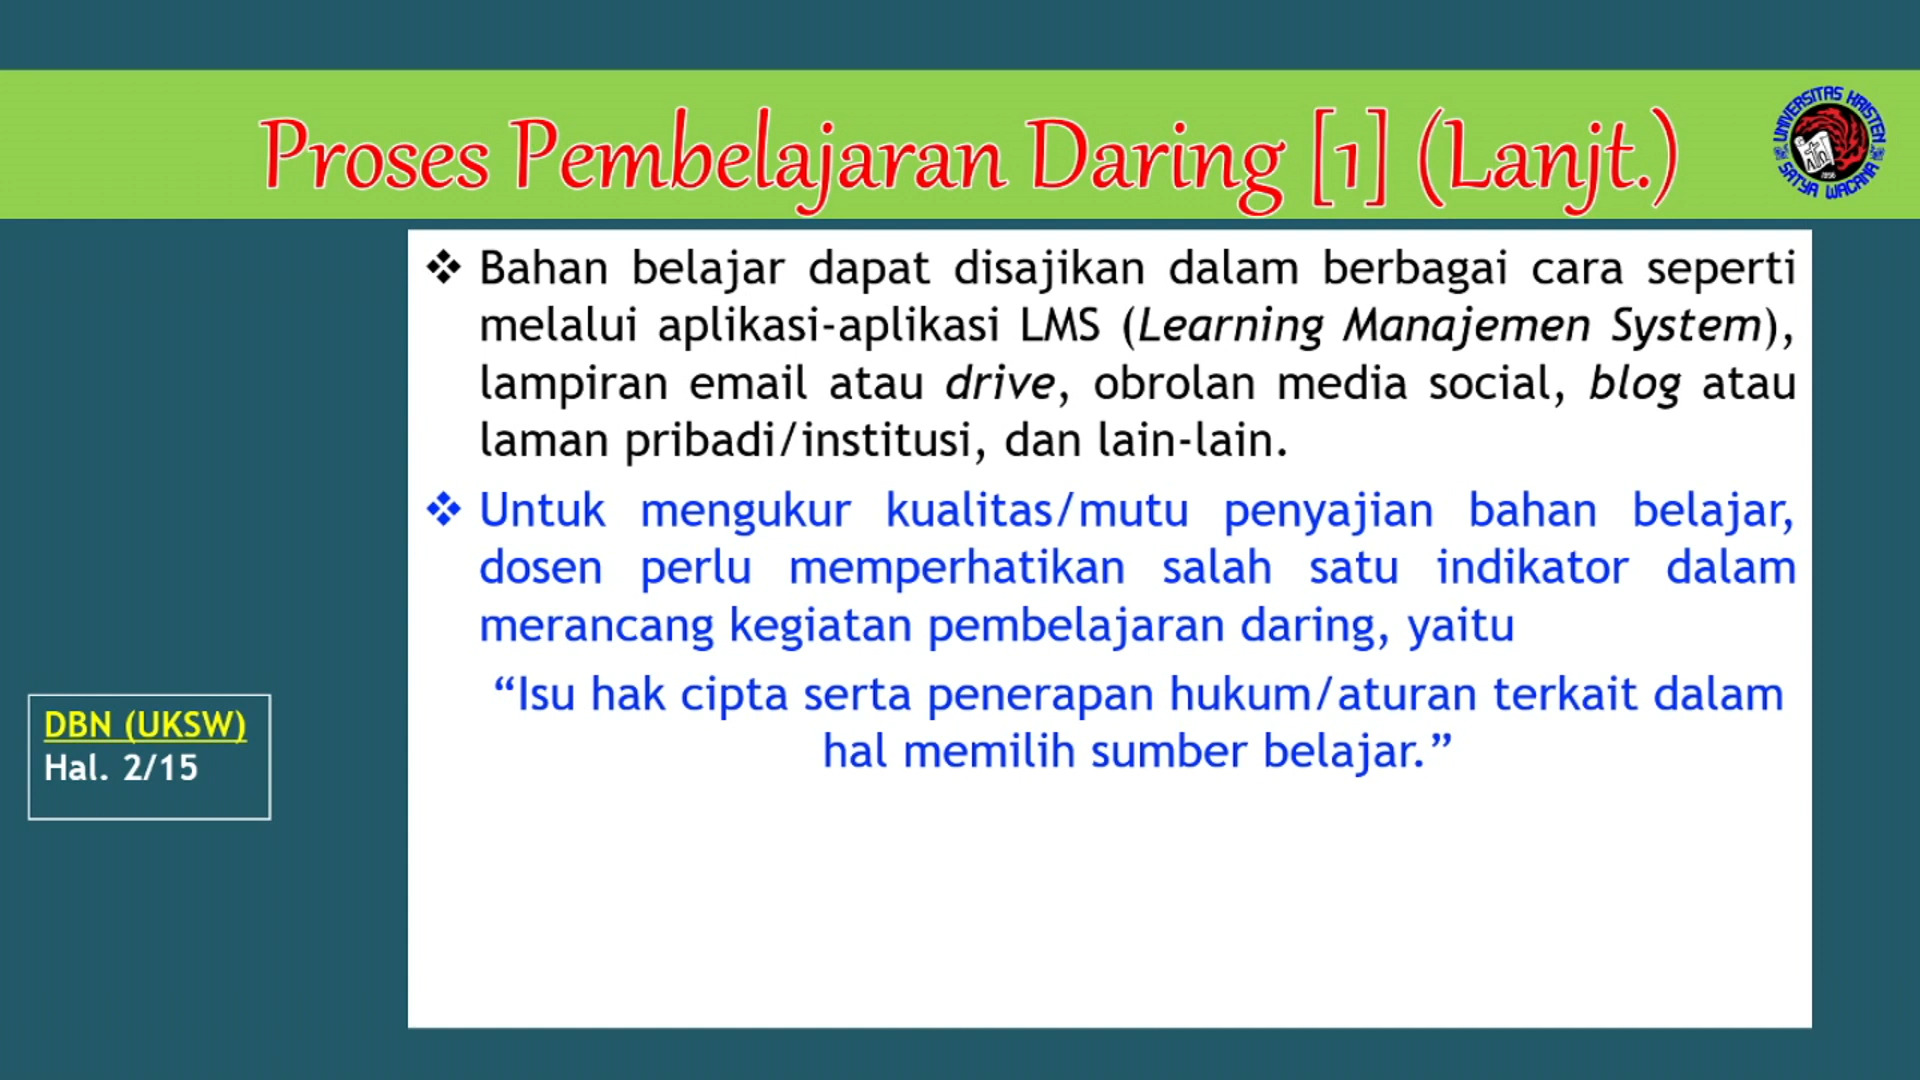 Proses Pembelajaran Daring [1] (Lanjt.)
UNIVERSITAS KRISTEN
SATYA WACANA
1956
❖ Bahan belajar dapat disajikan dalam berbagai cara seperti
melalui aplikasi-aplikasi LMS (Learning Manajemen System),
lampiran email atau drive, obrolan media social, blog atau
laman pribadi/institusi, dan lain-lain.
❖ Untuk mengukur kualitas/mutu penyajian bahan belajar,
dosen perlu memperhatikan salah satu indikator dalam
merancang kegiatan pembelajaran daring, yaitu
“Isu hak cipta serta penerapan hukum/aturan terkait dalam
hal memilih sumber belajar.”
DBN (UKSW)
Hal. 2/15